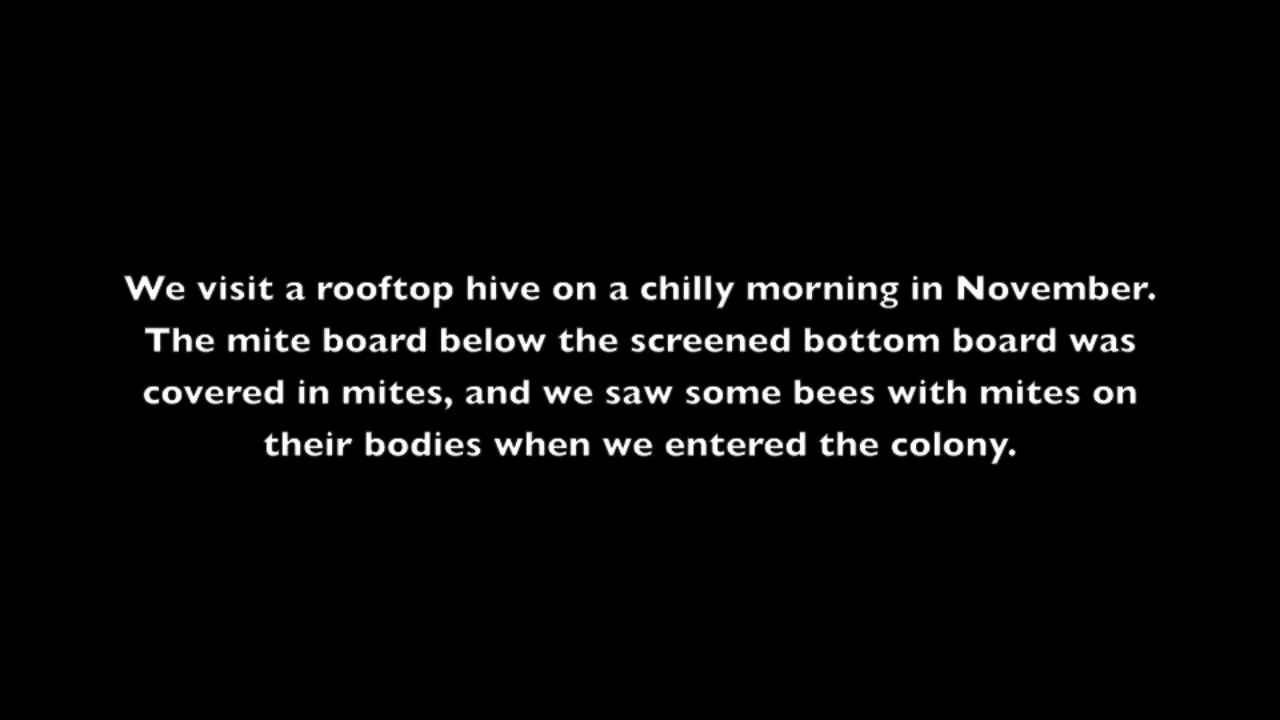 We visit a rooftop hive on a chilly morning in November.
The mite board below the screened bottom board was
covered in mites, and we saw some bees with mites on
their bodies when we entered the colony.